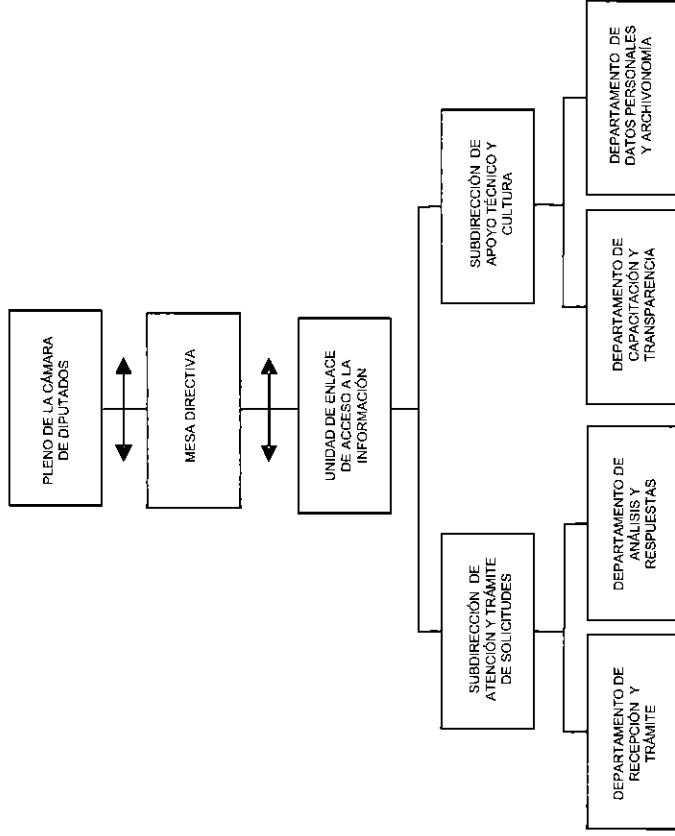 PLENO DE LA CÁMARA
DE DIPUTADOS
MESA DIRECTIVA
UNIDAD DE ENLACE
DE ACCESO A LA
INFORMACIÓN
SUBDIRECCIÓN DE
ATENCIÓN Y TRÁMITE
DE SOLICITUDES
SUBDIRECCIÓN DE
APOYO TÉCNICO Y
CULTURA
DEPARTAMENTO DE
RECEPCIÓN Y
TRÁMITE
DEPARTAMENTO DE
ANÁLISIS Y
RESPUESTAS
DEPARTAMENTO DE
CAPACITACIÓN Y
TRANSPARENCIA
DEPARTAMENTO DE
DATOS PERSONALES
Y ARCHIVONOMÍA